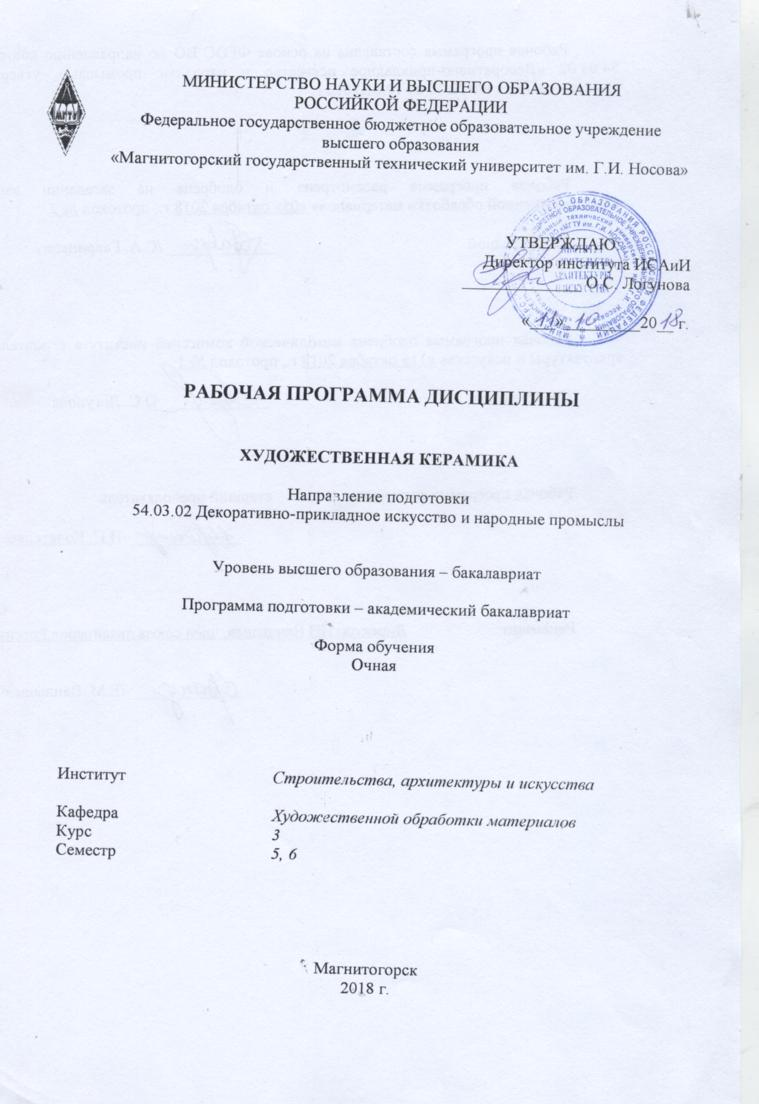 МИНИСТЕРСТВО НАУКИ И ВЫСШЕГО ОБРАЗОВАНИЯ
РОССИЙКОЙ ФЕДЕРАЦИИ
Федеральное государственное бюджетное образовательное учреждение
высшего образования
«Магнитогорский государственный технический университет им. Г.И. Носова»
МГТУ
УТВЕРЖДАЮ
Директор института ИСАиИ
О.С. Логунова
«11» 10 2018 г.
РАБОЧАЯ ПРОГРАММА ДИСЦИПЛИНЫ
ХУДОЖЕСТВЕННАЯ КЕРАМИКА
Направление подготовки
54.03.02 Декоративно-прикладное искусство и народные промыслы
Уровень высшего образования – бакалавриат
Программа подготовки – академический бакалавриат
Форма обучения
Очная
Институт Строительства, архитектуры и искусства
Кафедра Художественной обработки материалов
Курс 3
Семестр 5, 6
Магнитогорск
2018 г.